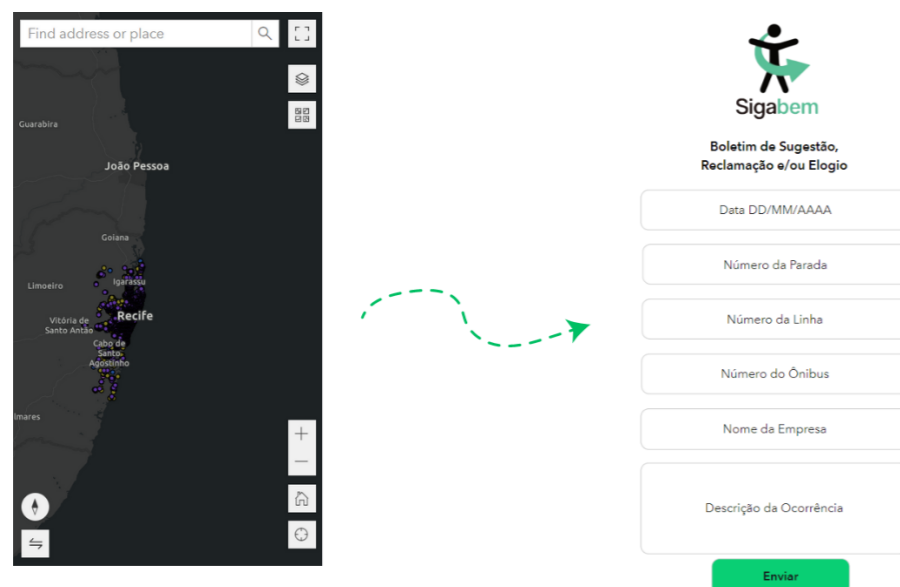 Find address or place
Guarabira
João Pessoa
Goiana
Limoeiro
Igarassu
Vitória de
Santo Antão
Recife
Cabo de
Santo
Agostinho
lmares
Sigabem
Boletim de Sugestão,
Reclamação e/ou Elogio
Data DD/MM/AAAA
Número da Parada
Número da Linha
Número do Ônibus
Nome da Empresa
Descrição da Ocorrência
Enviar